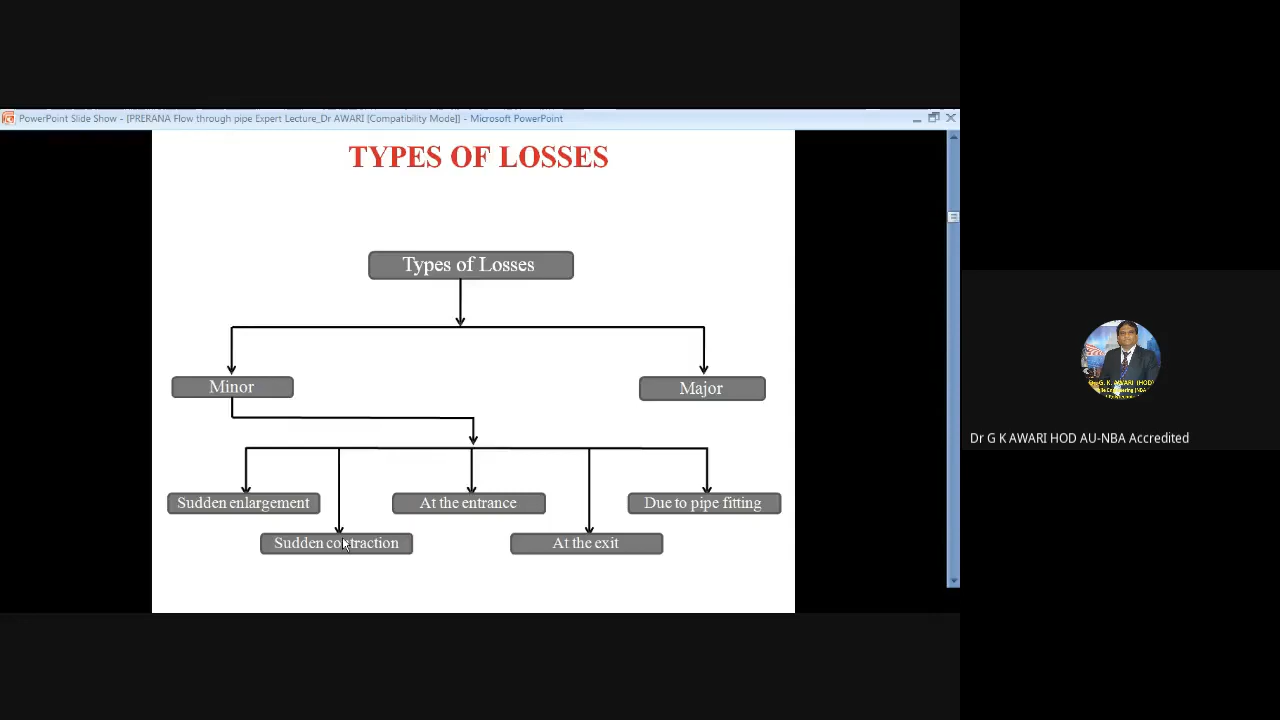 PowerPoint Slide Show - [PRERANA Flow through pipe Expert Lecture_Dr AWARI [Compatibility Mode]] - Microsoft PowerPoint
TYPES OF LOSSES
Types of Losses
Minor
Major
Sudden enlargement
At the entrance
Due to pipe fitting
Sudden contraction
At the exit
Dr G K AWARI HOD AU-NBA Accredited